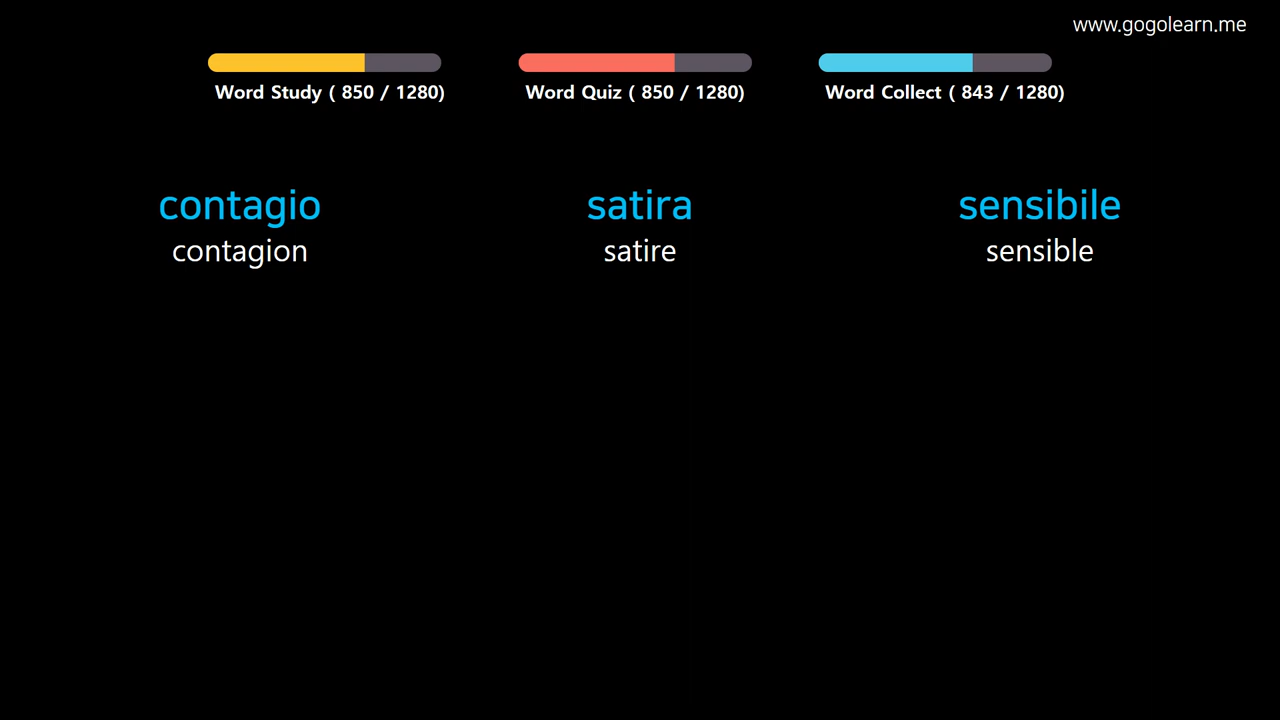 www.gogolearn.me
Word Study ( 850 / 1280)
Word Quiz ( 850 / 1280)
Word Collect ( 843 / 1280)
contagio
contagion
satira
satire
sensibile
sensible